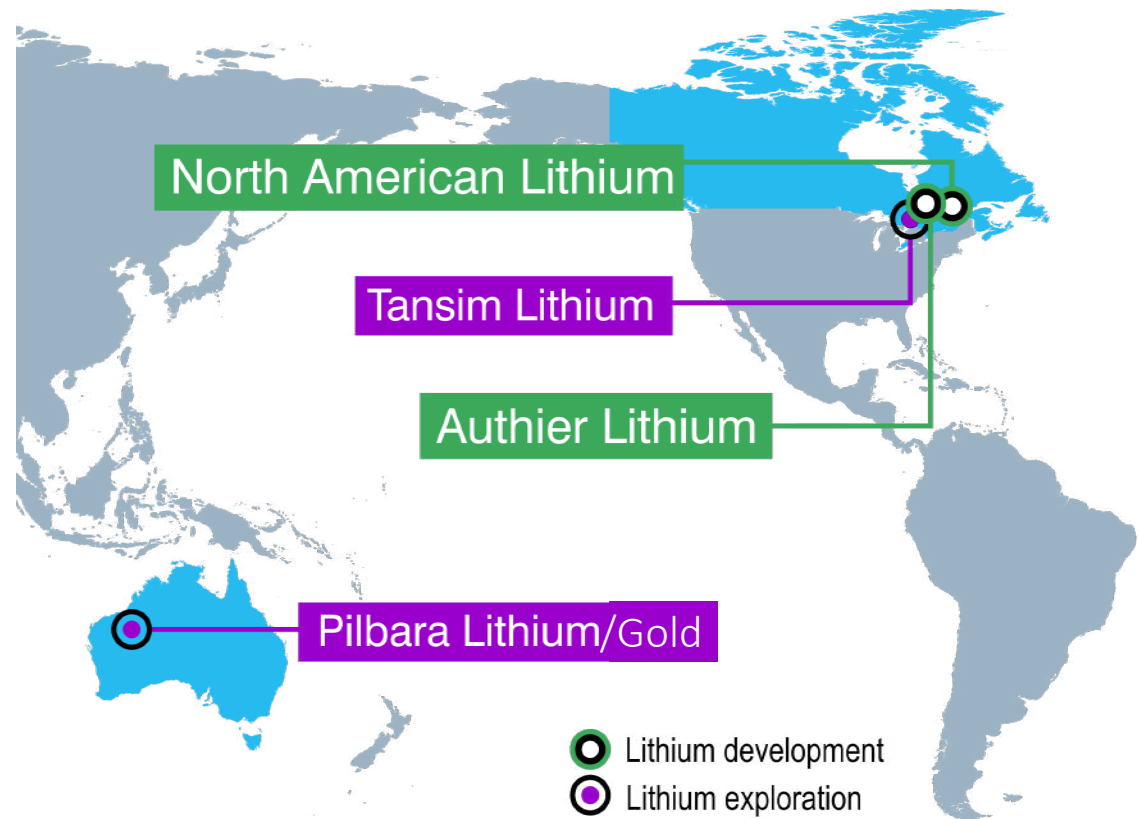 North American Lithium
Tansim Lithium
Authier Lithium
Pilbara Lithium/Gold
Lithium development
Lithium exploration